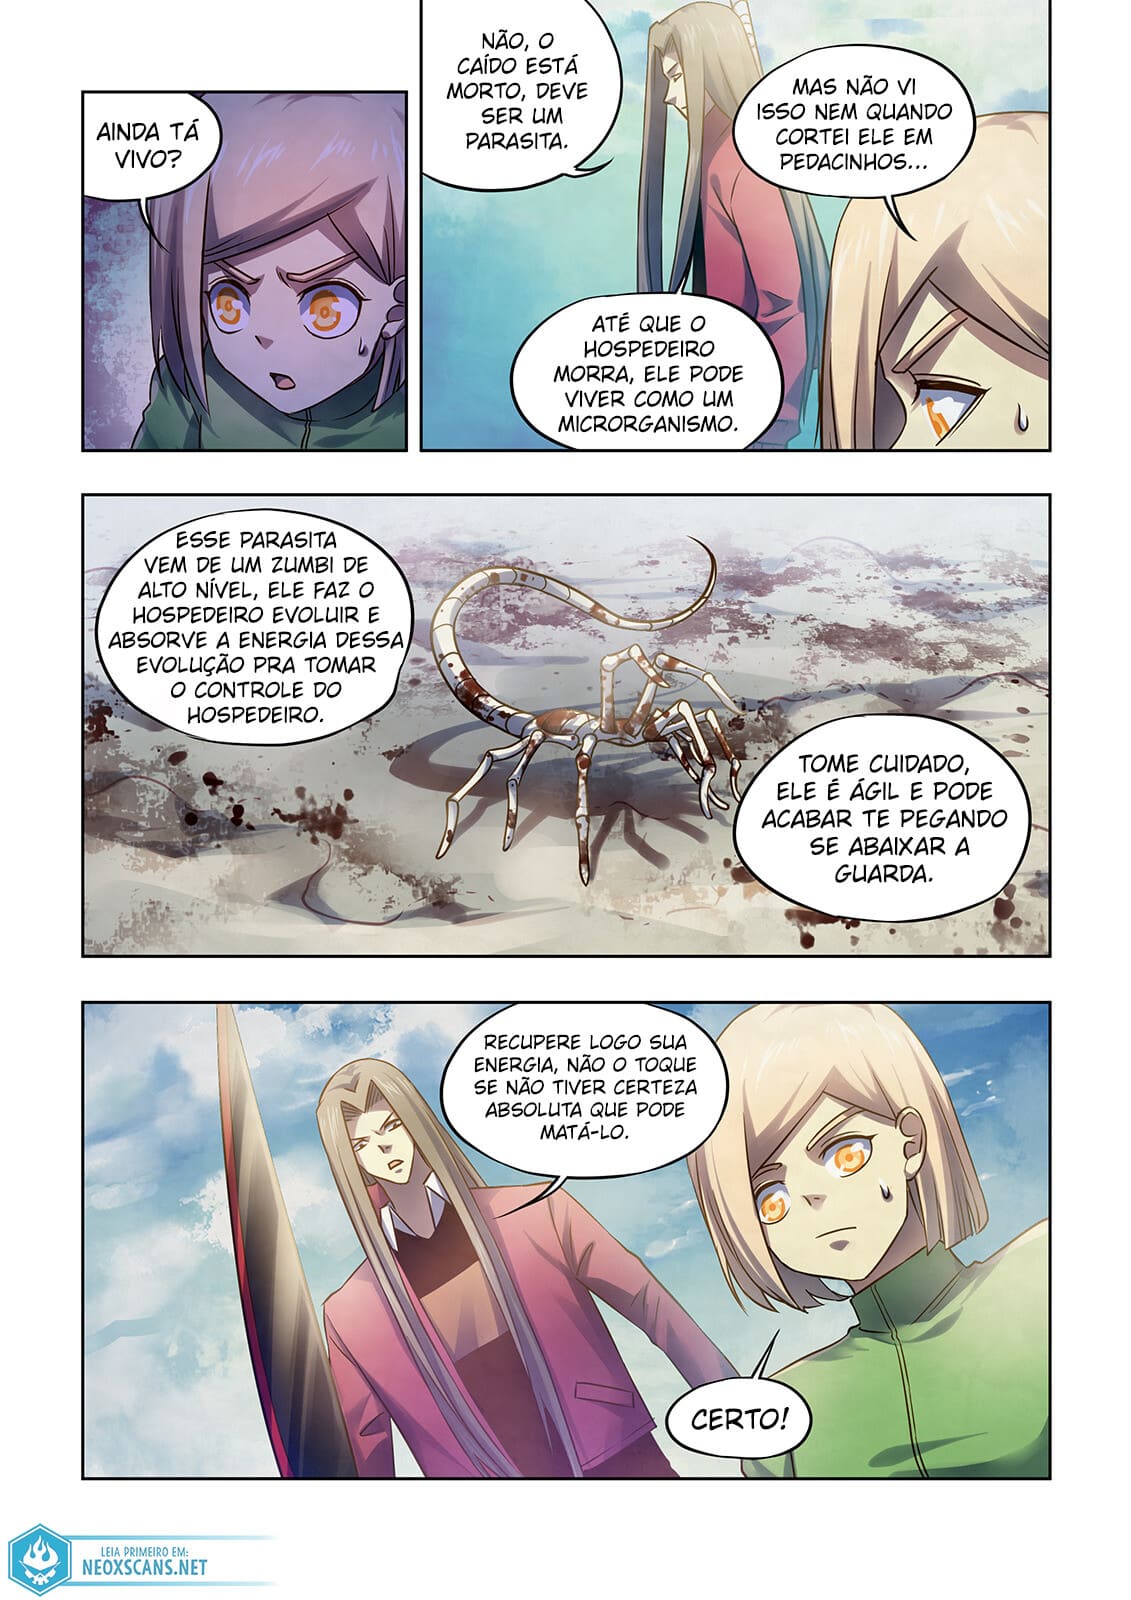 AINDA TÁ
VIVO?
NÃO, O
CAÍDO ESTÁ
MORTO, DEVE
SER UM
PARASITA.
MAS NÃO VI
ISSO NEM QUANDO
CORTEI ELE EM
PEDACINHOS...
ATÉ QUE O
HOSPEDEIRO
MORRA, ELE PODE
VIVER COMO UM
MICRORGANISMO.
ESSE PARASITA
VEM DE UM ZUMBI DE
ALTO NÍVEL, ELE FAZ O
HOSPEDEIRO EVOLUIR E
ABSORVE A ENERGIA DESSA
EVOLUÇÃO PRA TOMAR
O CONTROLE DO
HOSPEDEIRO.
TOME CUIDADO,
ELE É ÁGIL E PODE
ACABAR TE PEGANDO
SE ABAIXAR A
GUARDA.
RECUPERE LOGO SUA
ENERGIA, NÃO O TOQUE
SE NÃO TIVER CERTEZA
ABSOLUTA QUE PODE
MATÁ-LO.
CERTO!
LEIA PRIMEIRO EM:
NEOXSCANS.NET